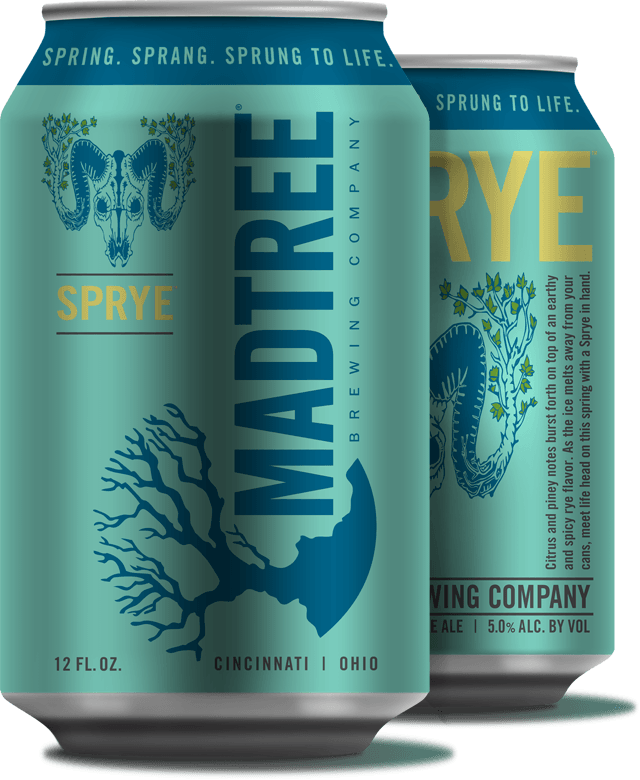 SPRING. SPRANG. SPRUNG TO LIFE.
SPRYE
MADTREE®
BREWING COMPANY
12 FL. OZ.
CINCINNATI | OHIO
SPRUNG TO LIFE.
RYE
Citrus and piney notes burst forth on top of an earthy
and spicy rye flavor. As the ice melts away from your
cans, meet life head on this spring with a Sprye in hand.
WING COMPANY
E ALE | 5.0% ALC. BY VOL